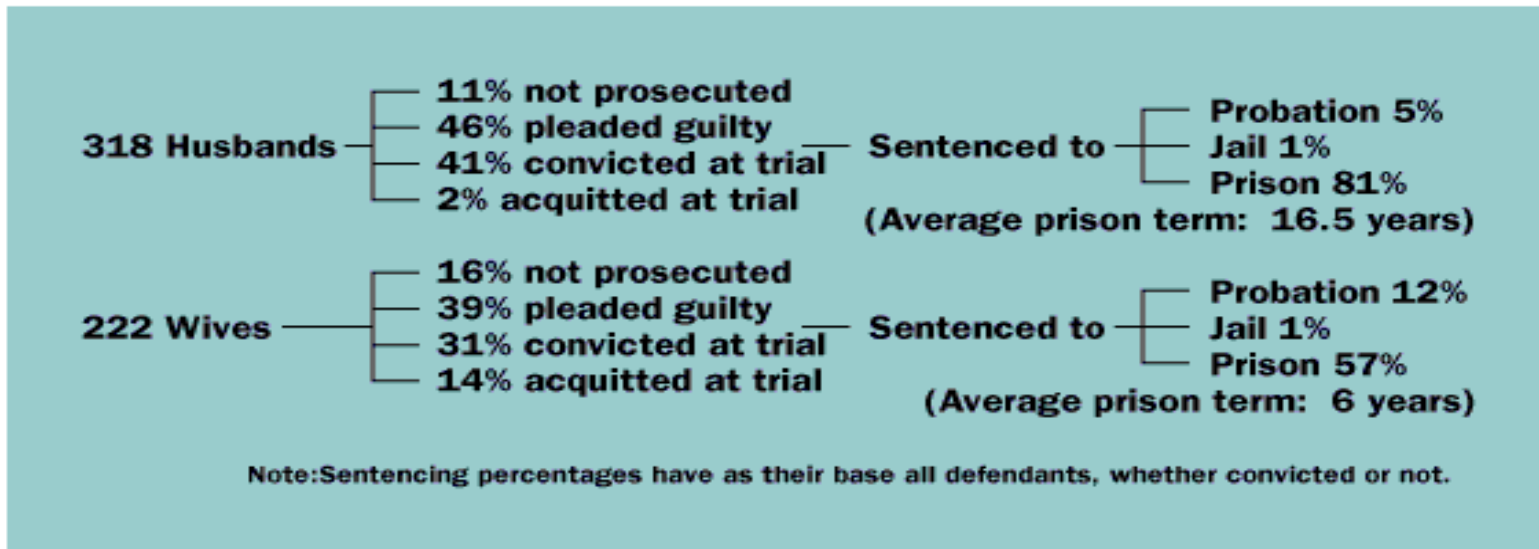 318 Husbands
11% not prosecuted
46% pleaded guilty
41% convicted at trial
2% acquitted at trial
Sentenced to
Probation 5%
Jail 1%
Prison 81%
(Average prison term: 16.5 years)
222 Wives
16% not prosecuted
39% pleaded guilty
31% convicted at trial
14% acquitted at trial
Sentenced to
Probation 12%
Jail 1%
Prison 57%
(Average prison term: 6 years)
Note:Sentencing percentages have as their base all defendants, whether convicted or not.